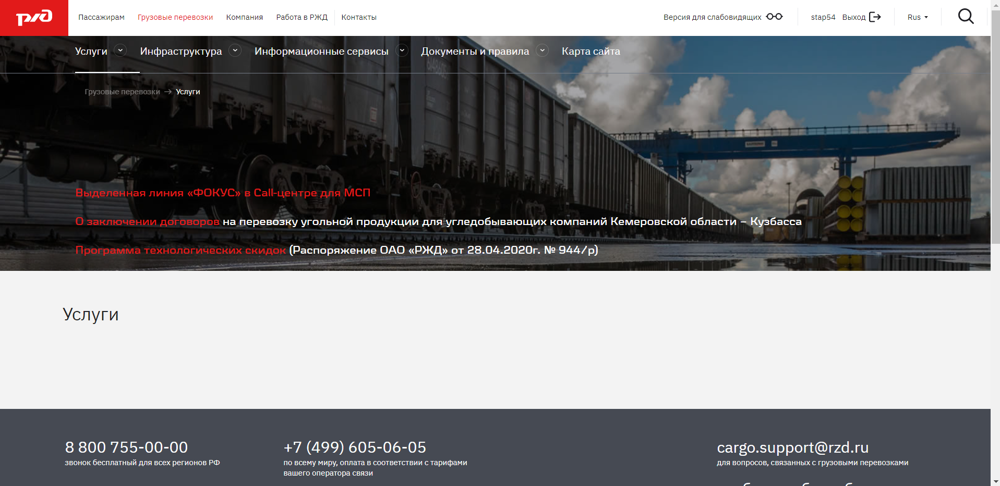 ржд
Пассажирам
Грузовые перевозки
Компания
Работа в РЖД
Контакты
Версия для слабовидящих
stap54
Выход
Rus
Услуги
Инфраструктура
Информационные сервисы
Документы и правила
Карта сайта
Грузовые перевозки → Услуги
Выделенная линия «ФОКУС» в Call-центре для МСП
О заключении договоров на перевозку угольной продукции для угледобывающих компаний Кемеровской области – Кузбасса
Программа технологических скидок (Распоряжение ОАО «РЖД» от 28.04.2020г. № 944/р)
Услуги
8 800 755-00-00
звонок бесплатный для всех регионов РФ
+7 (499) 605-06-05
по всему миру, оплата в соответствии с тарифами
вашего оператора связи
cargo.support@rzd.ru
для вопросов, связанных с грузовыми перевозками